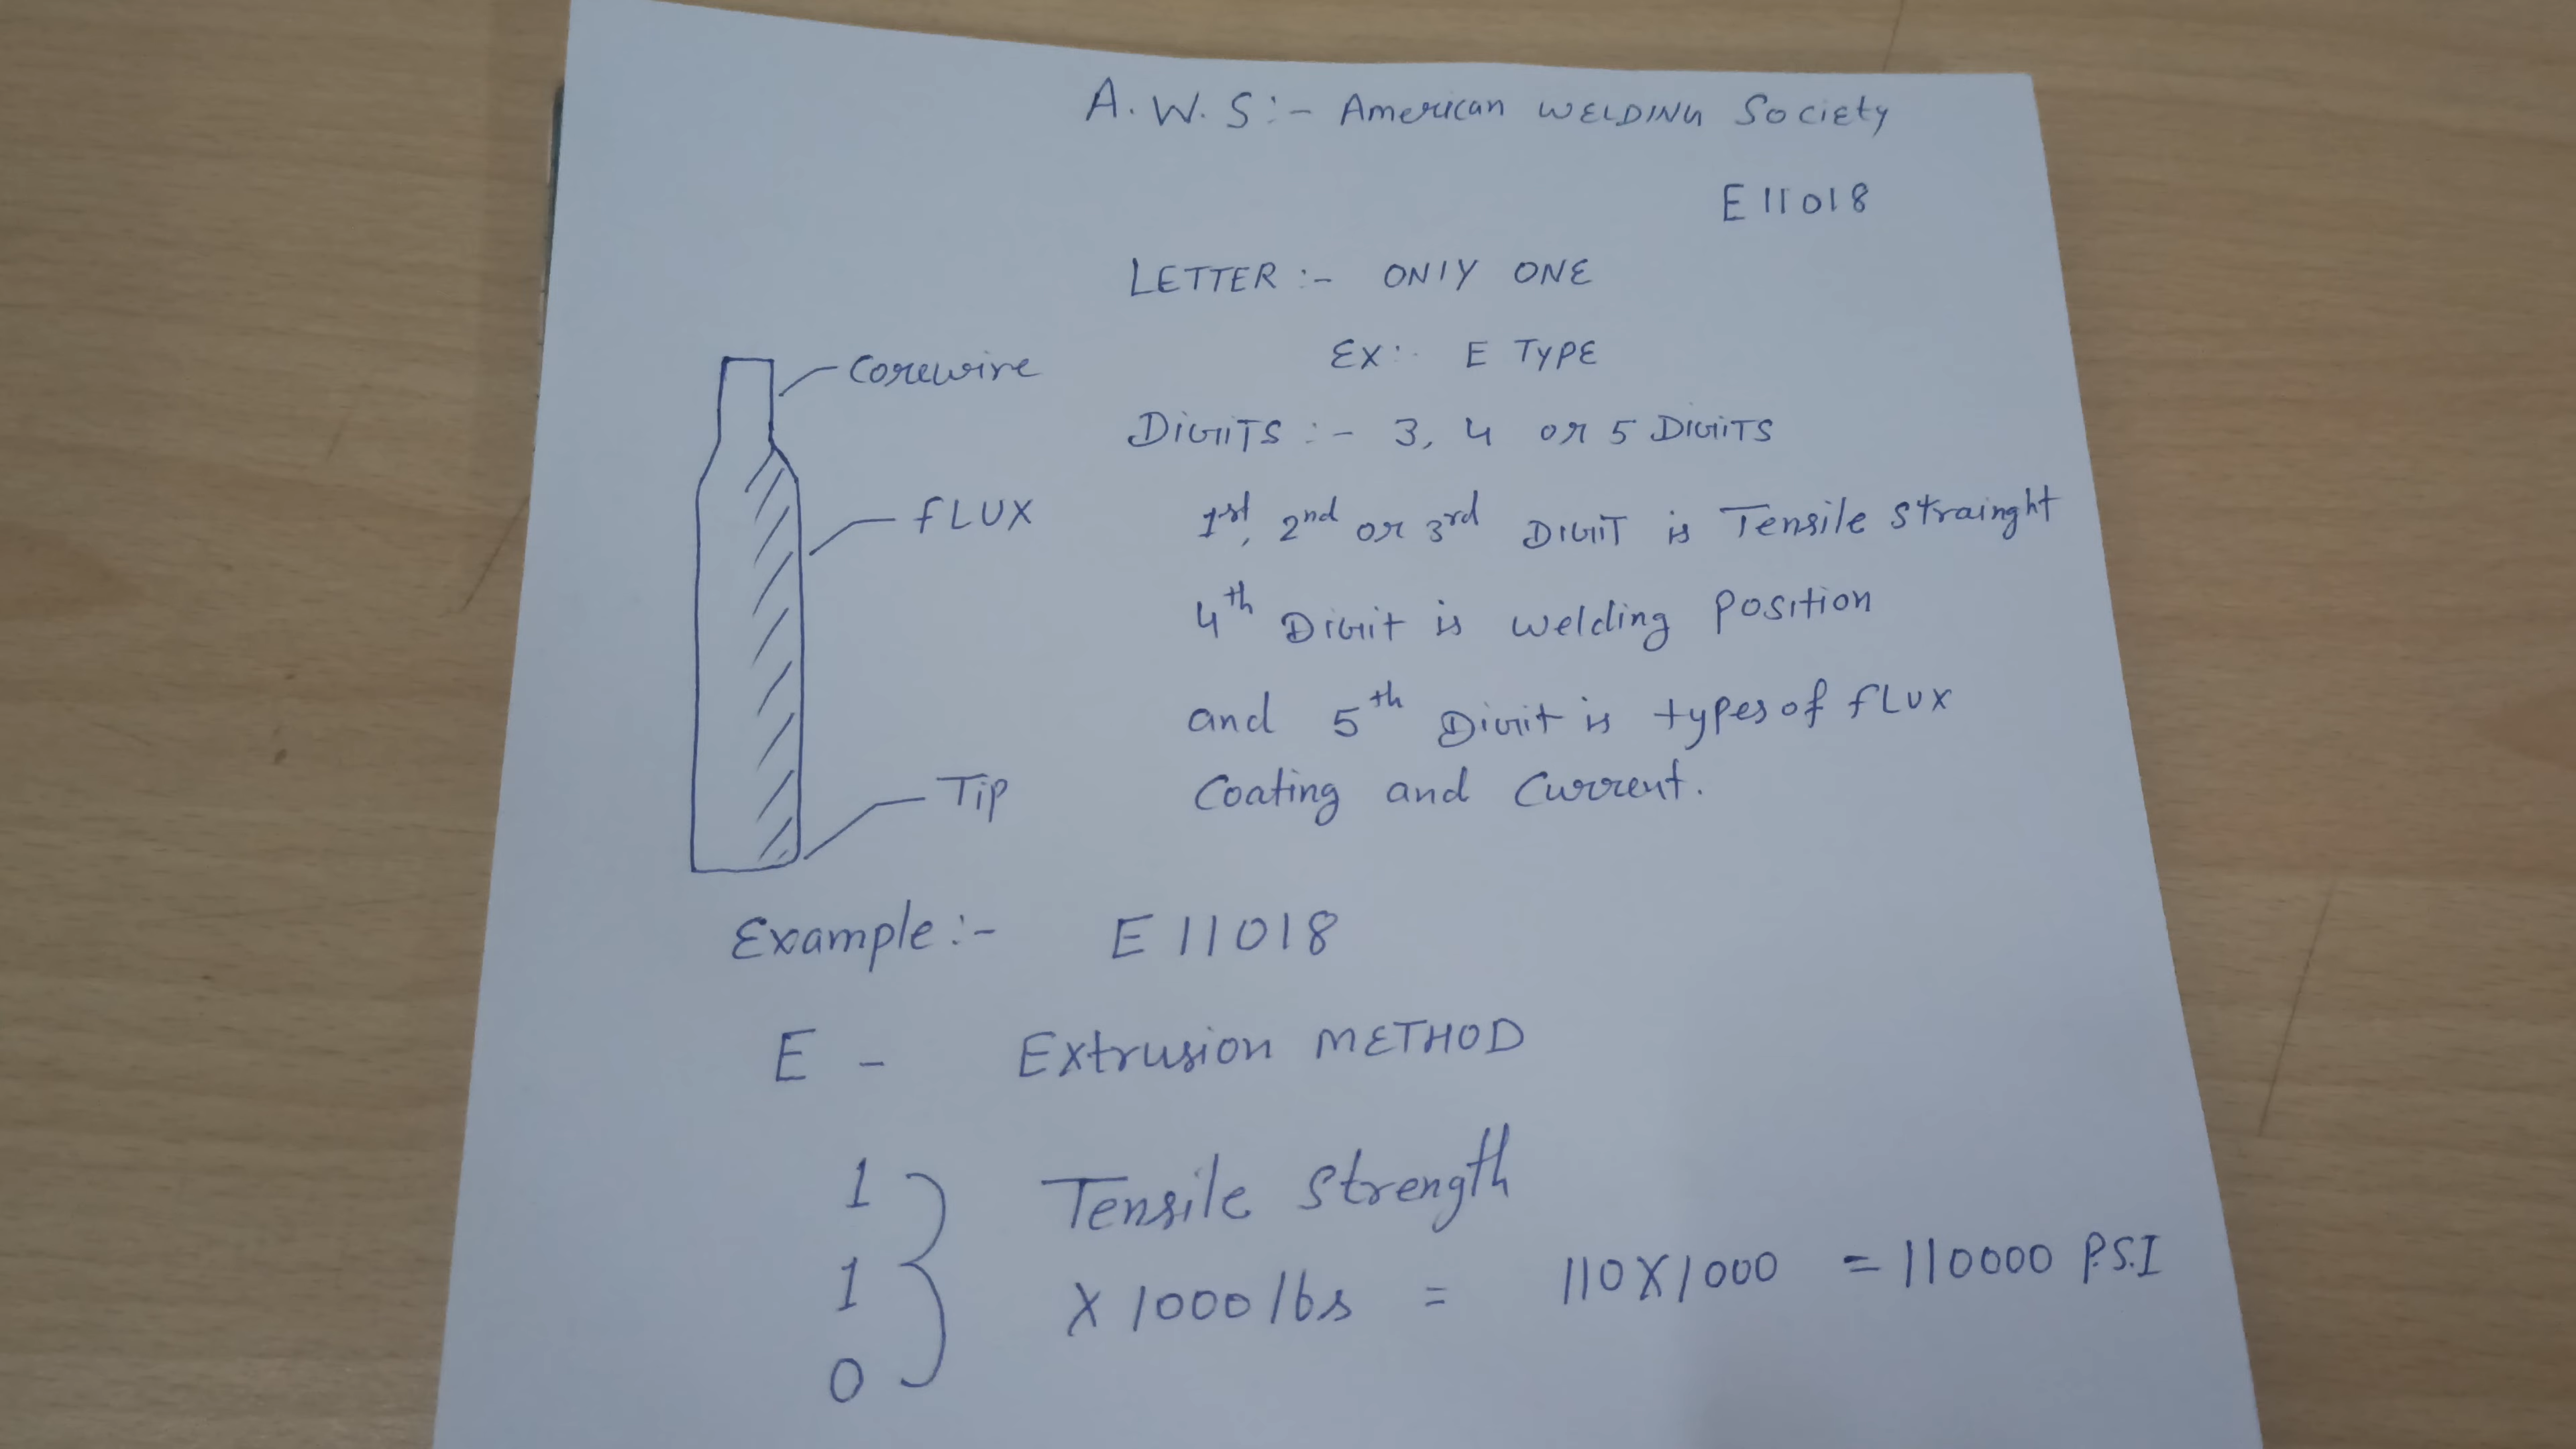 A.W.S:- American WELDING Society
E11018
LETTER :- ONLY ONE
EX:- E TYPE
Corewire
DIGITS :- 3, 4 or 5 DIGITS
FLUX
1st, 2nd or 3rd DIGIT is Tensile Strainght
4th Digit is welding Position
and 5th Digit is types of FLUX
Tip
Coating and Current.
Example :- E11018
E - Extrusion METHOD
1
Tensile Strength
1
X 1000 lbs = 110X1000 = 110000 P.S.I
0